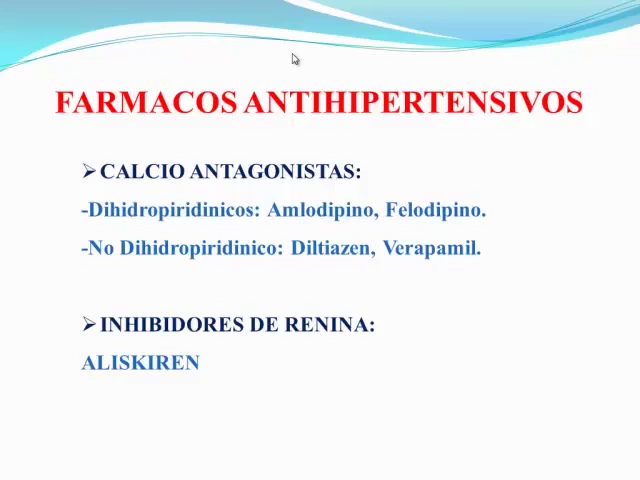 FARMACOS ANTIHIPERTENSIVOS
CALCIO ANTAGONISTAS:
-Dihidropiridinicos: Amlodipino, Felodipino.
-No Dihidropiridinico: Diltiazen, Verapamil.
INHIBIDORES DE RENINA:
ALISKIREN